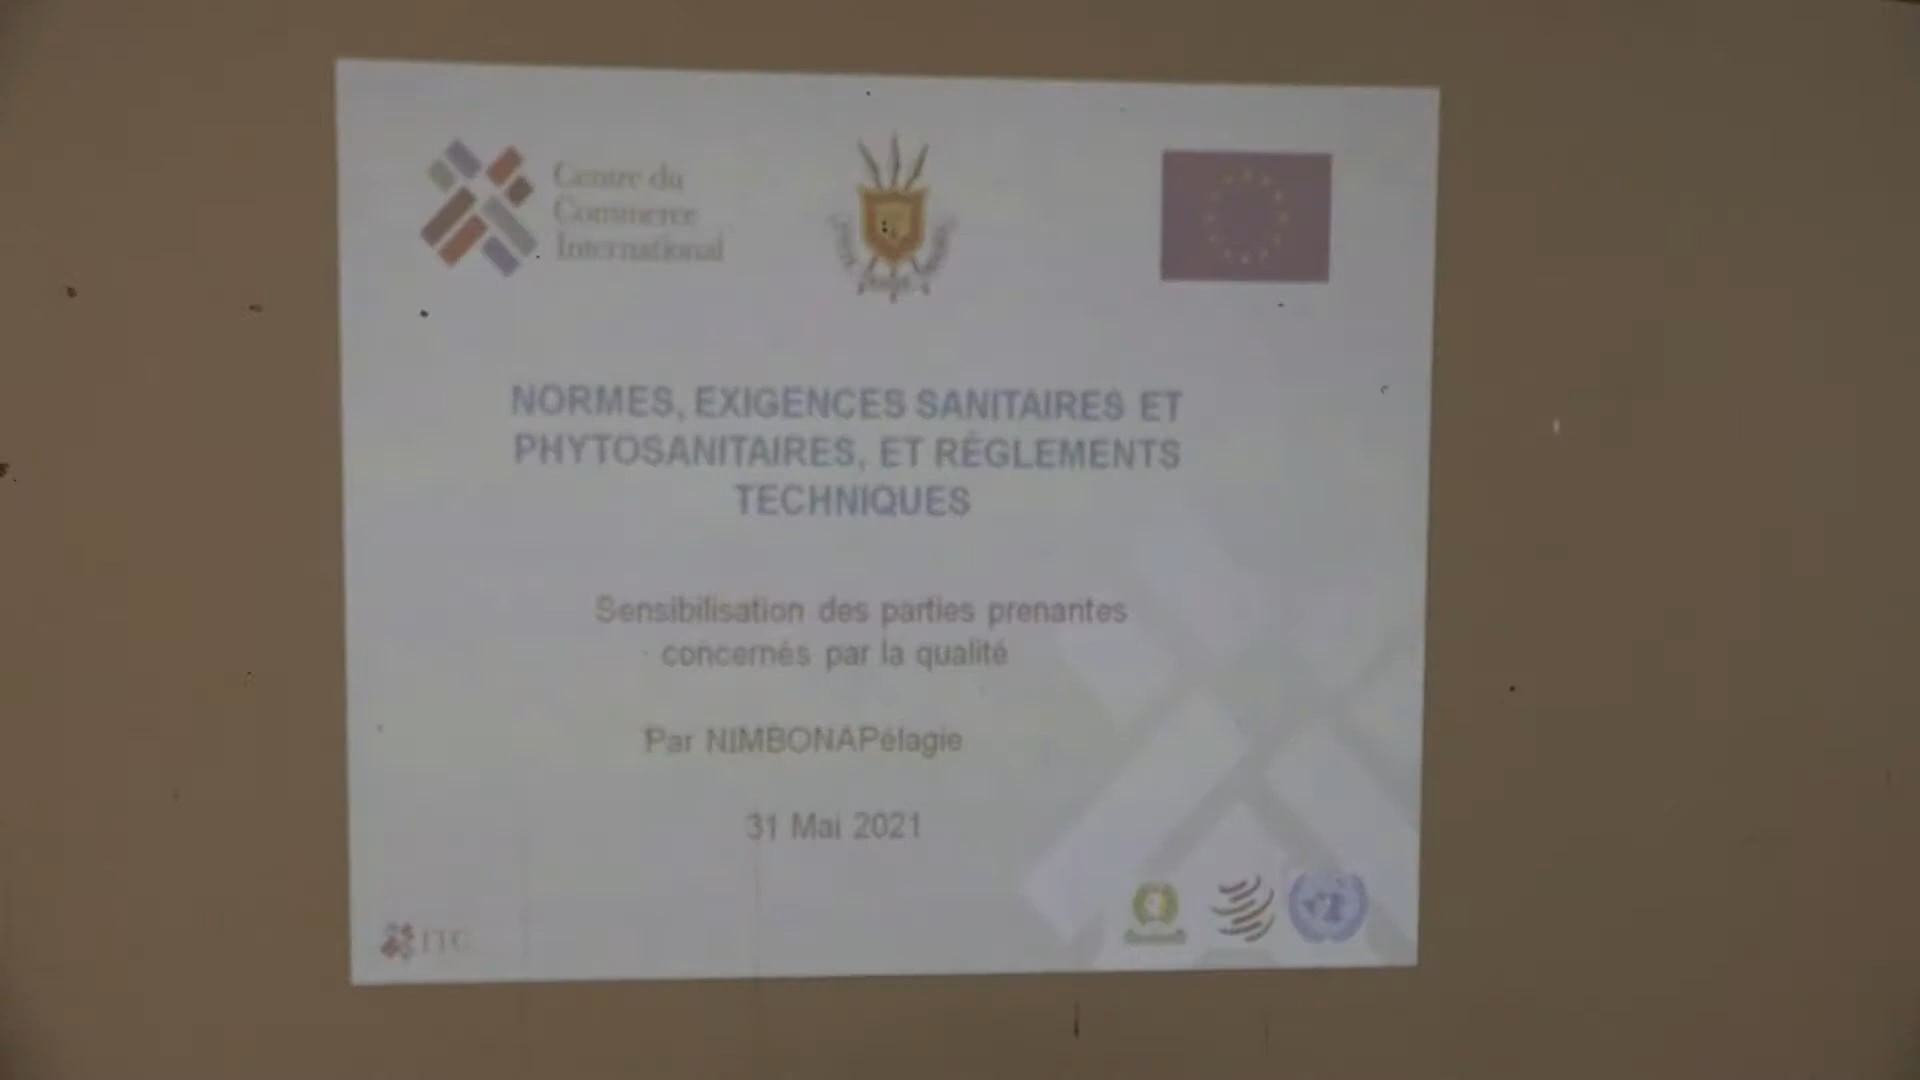 Centre du
Commerce
International
NORMES, EXIGENCES SANITAIRES ET
PHYTOSANITAIRES, ET RÈGLEMENTS
TECHNIQUES
Sensibilisation des parties prenantes
concernés par la qualité
Par NIMBONAPélagie
31 Mai 2021
ITC